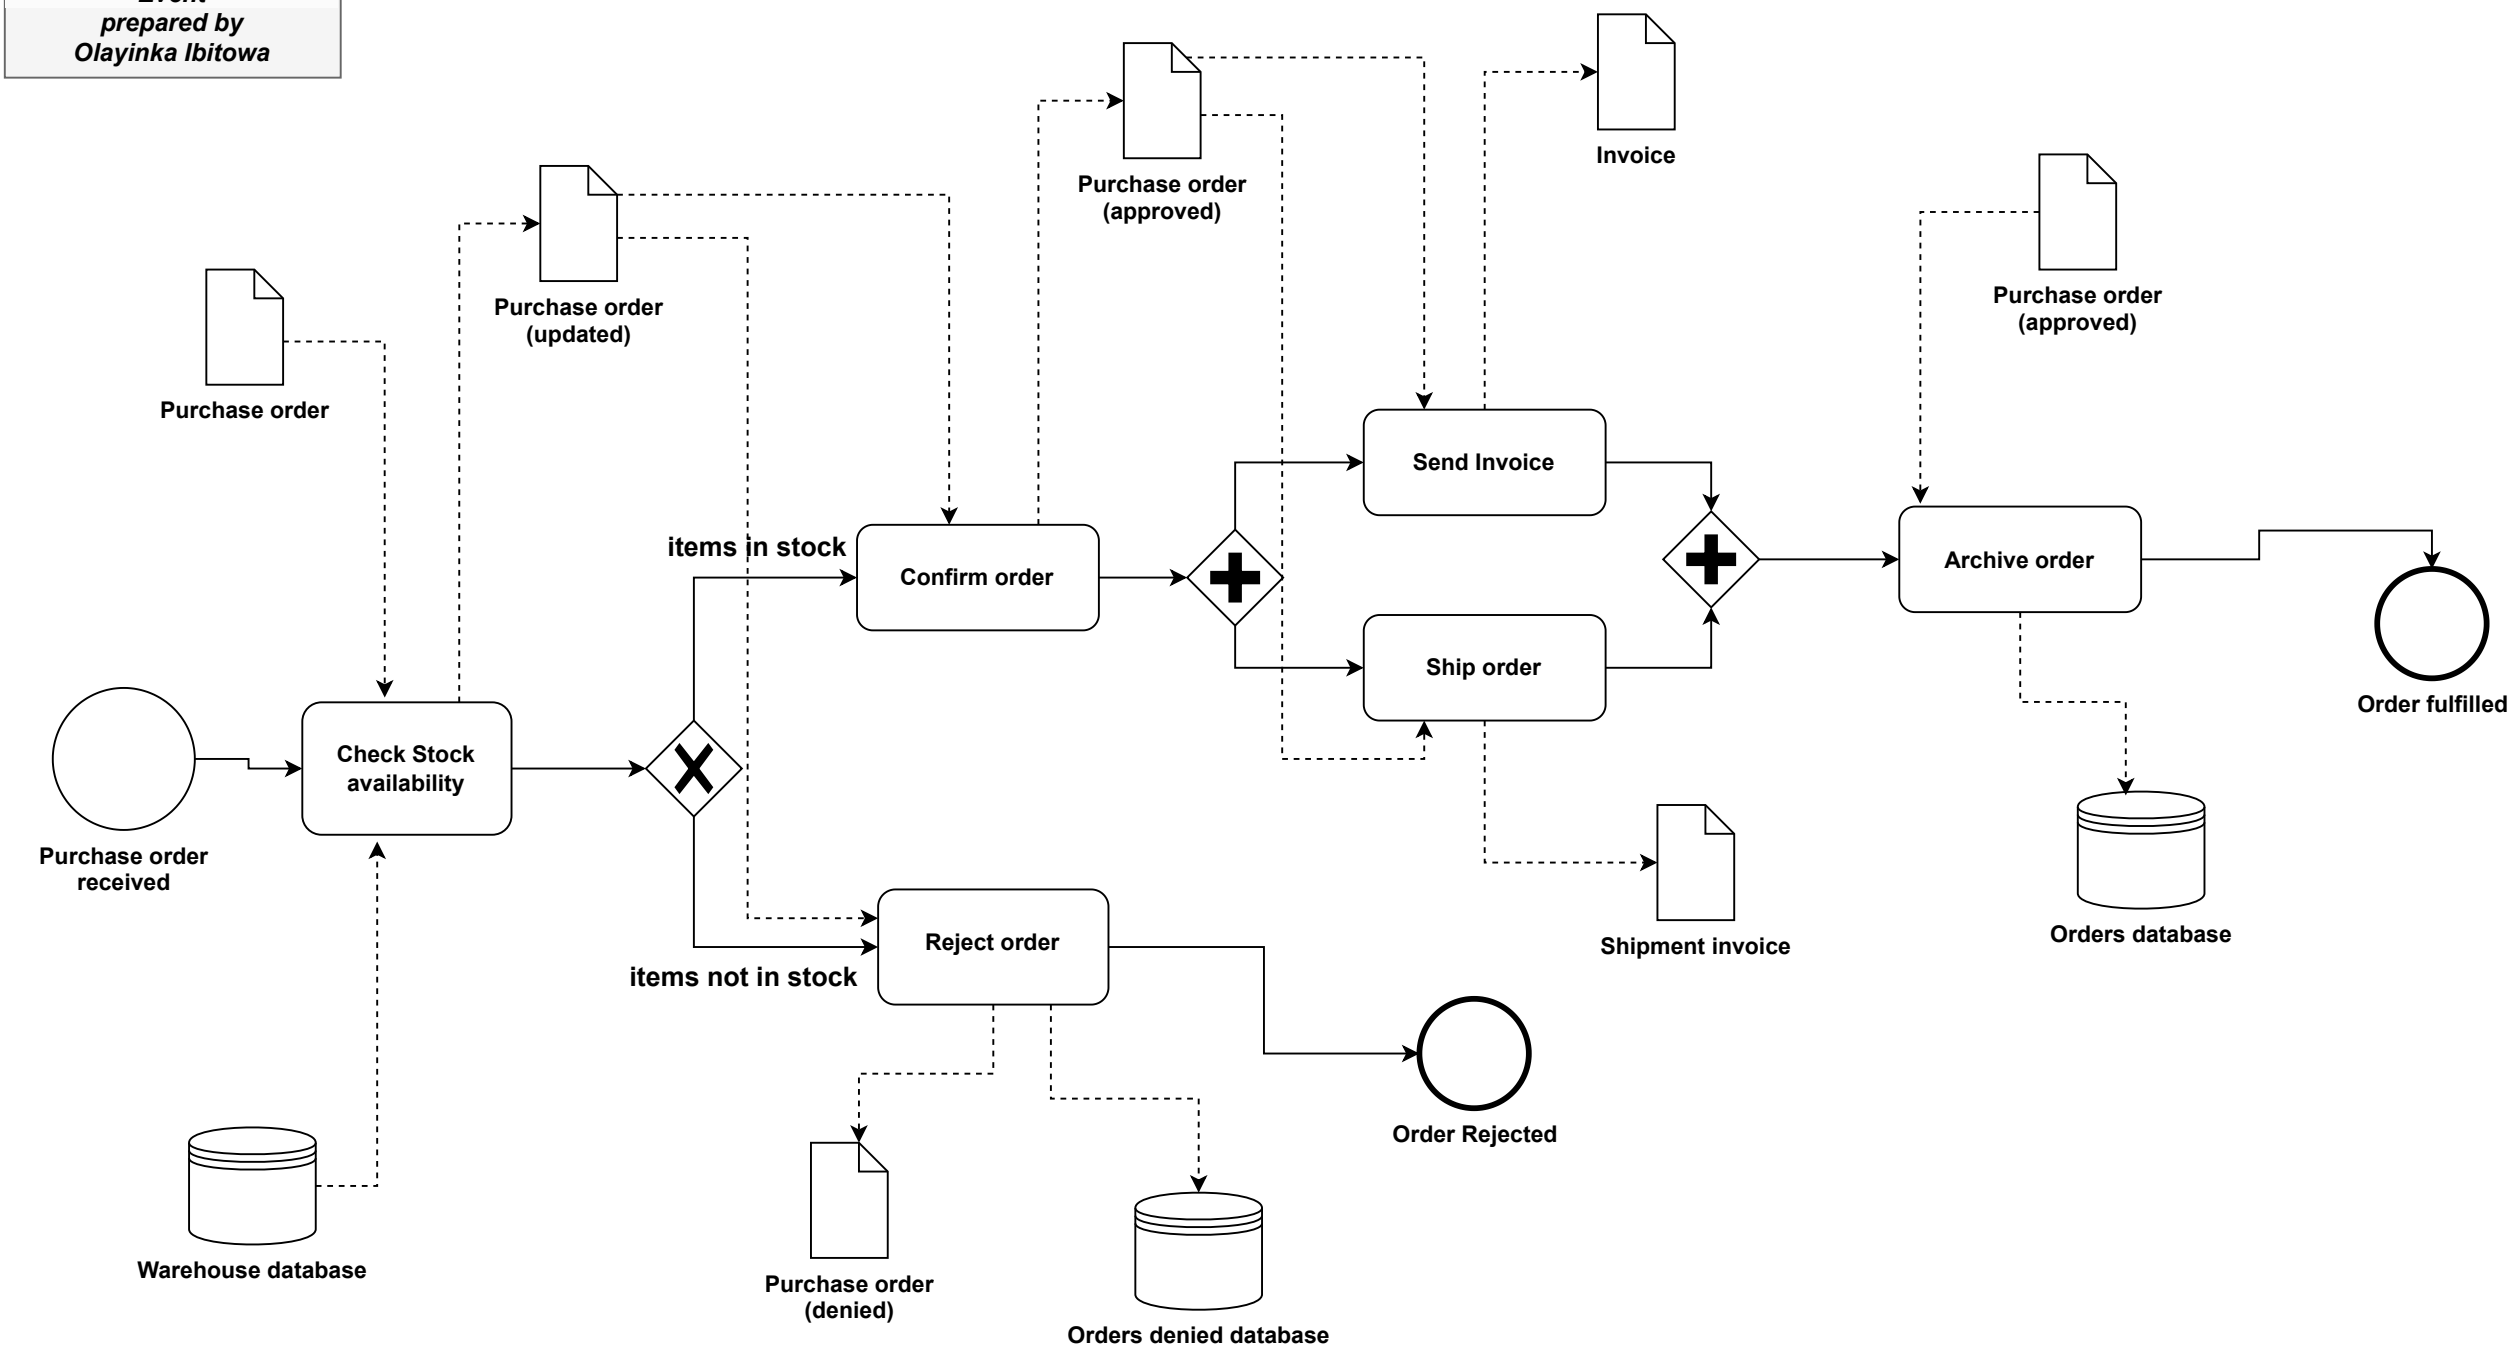 Event
prepared by
Olayinka Ibitowa
Invoice
Purchase order
(approved)
Purchase order
(updated)
Purchase order
(approved)
Purchase order
Send Invoice
items in stock
Confirm order
Archive order
Ship order
Order fulfilled
Check Stock
availability
Purchase order
received
Reject order
items not in stock
Shipment invoice
Orders database
Order Rejected
Warehouse database
Purchase order
(denied)
Orders denied database